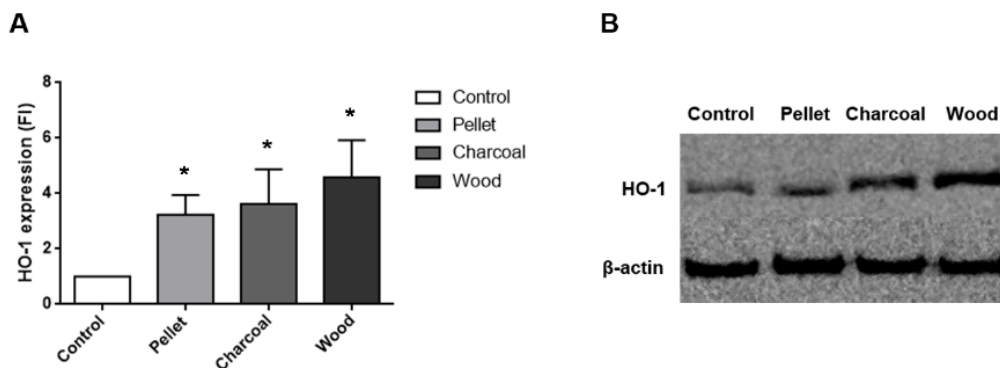 A
HO-1 expression (FI)
8
6
4
2
0
*
*
*
Control
Pellet
Charcoal
Wood
Control
Pellet
Charcoal
Wood
B
Control Pellet Charcoal Wood
HO-1
β-actin